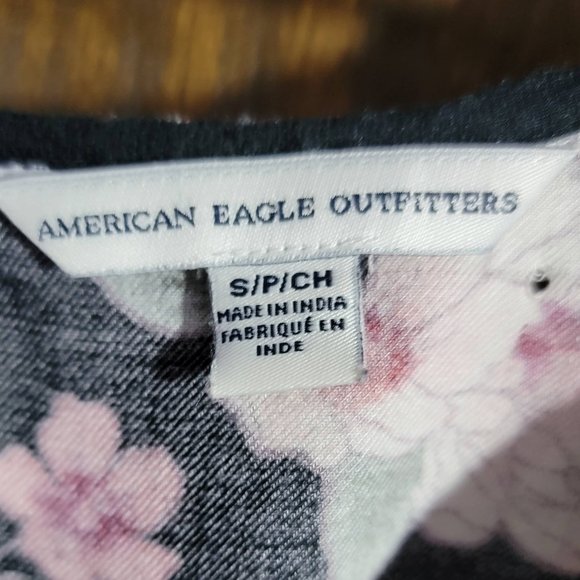 AMERICAN EAGLE OUTFITTERS
S/P/CH
MADE IN INDIA
FABRIQUÉ EN
INDE